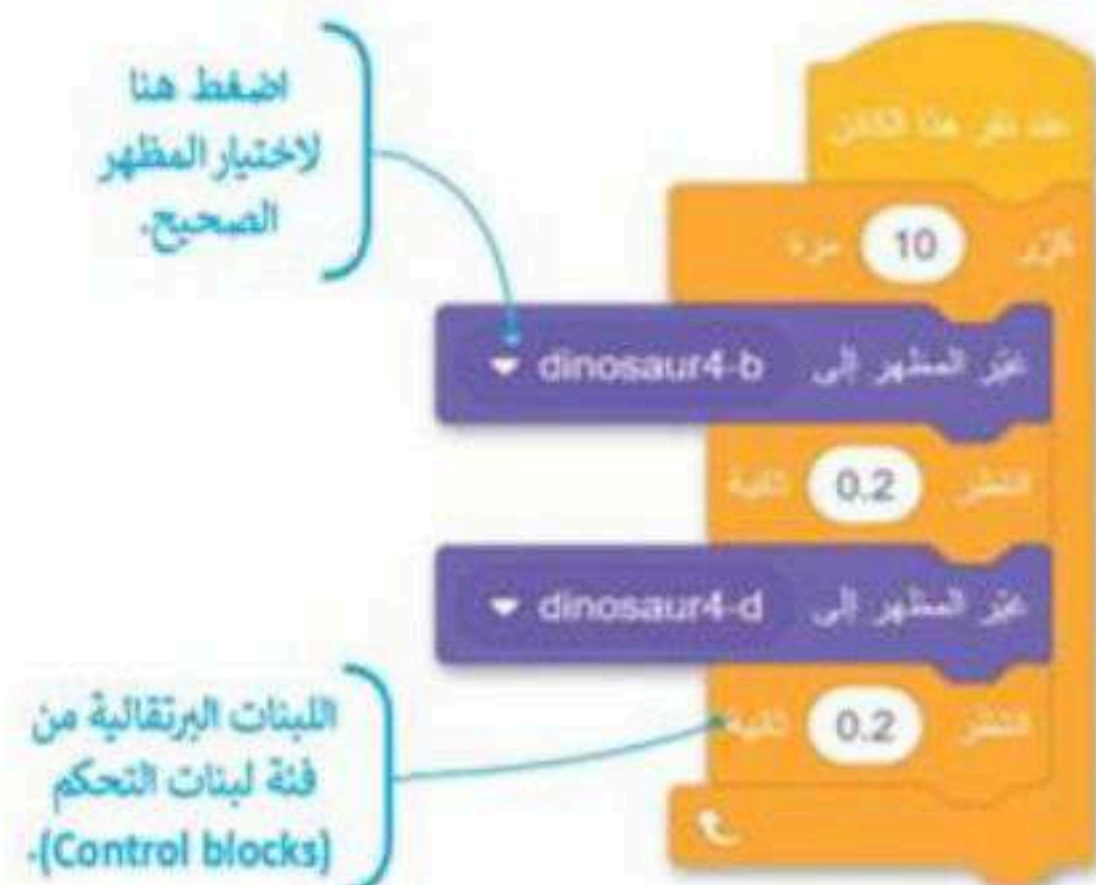 اضغط هنا
لاختيار المظهر
الصحيح.
عند نقر هذا الكائن
كرّر 10 مرة
غيّر المظهر إلى dinosaur4-b
انتظر 0.2 ثانية
غيّر المظهر إلى dinosaur4-d
انتظر 0.2 ثانية
اللبنات البرتقالية من
فئة لبنات التحكم
(Control blocks).